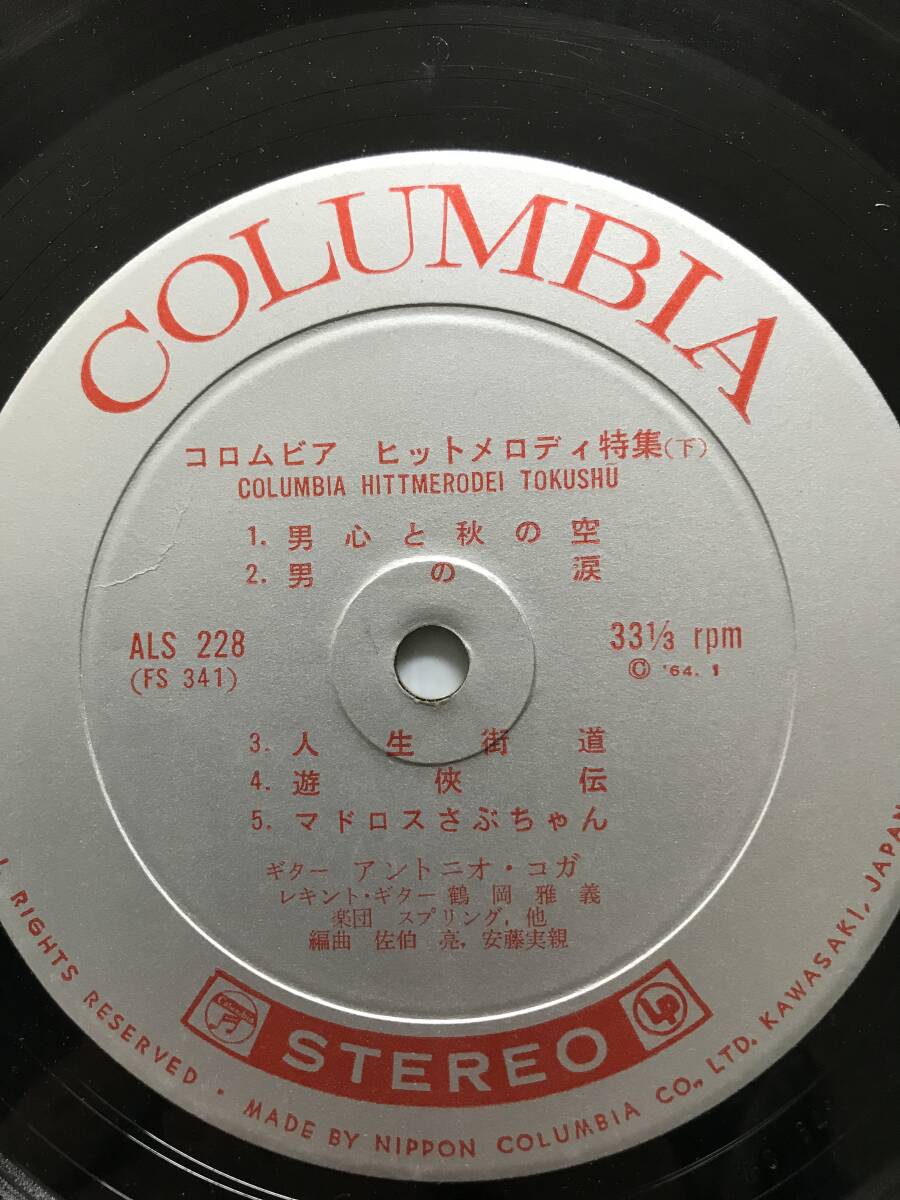 COLUMBIA
コロムビア ヒットメロディ特集(下)
COLUMBIA HITTMERODEI TOKUSHŪ
1. 男心と秋の空
2. 男の涙
ALS 228
(FS 341)
33⅓ rpm
© '64. 1
3. 人生街道
4. 遊侠伝
5. マドロスさぶちゃん
ギター アントニオ・コガ
レキント・ギター 鶴岡雅義
楽団 スプリング, 他
編曲 佐伯 亮, 安藤実親
LP
STEREO
RIGHTS RESERVED • MADE BY NIPPON COLUMBIA CO., LTD. KAWASAKI, JAPAN